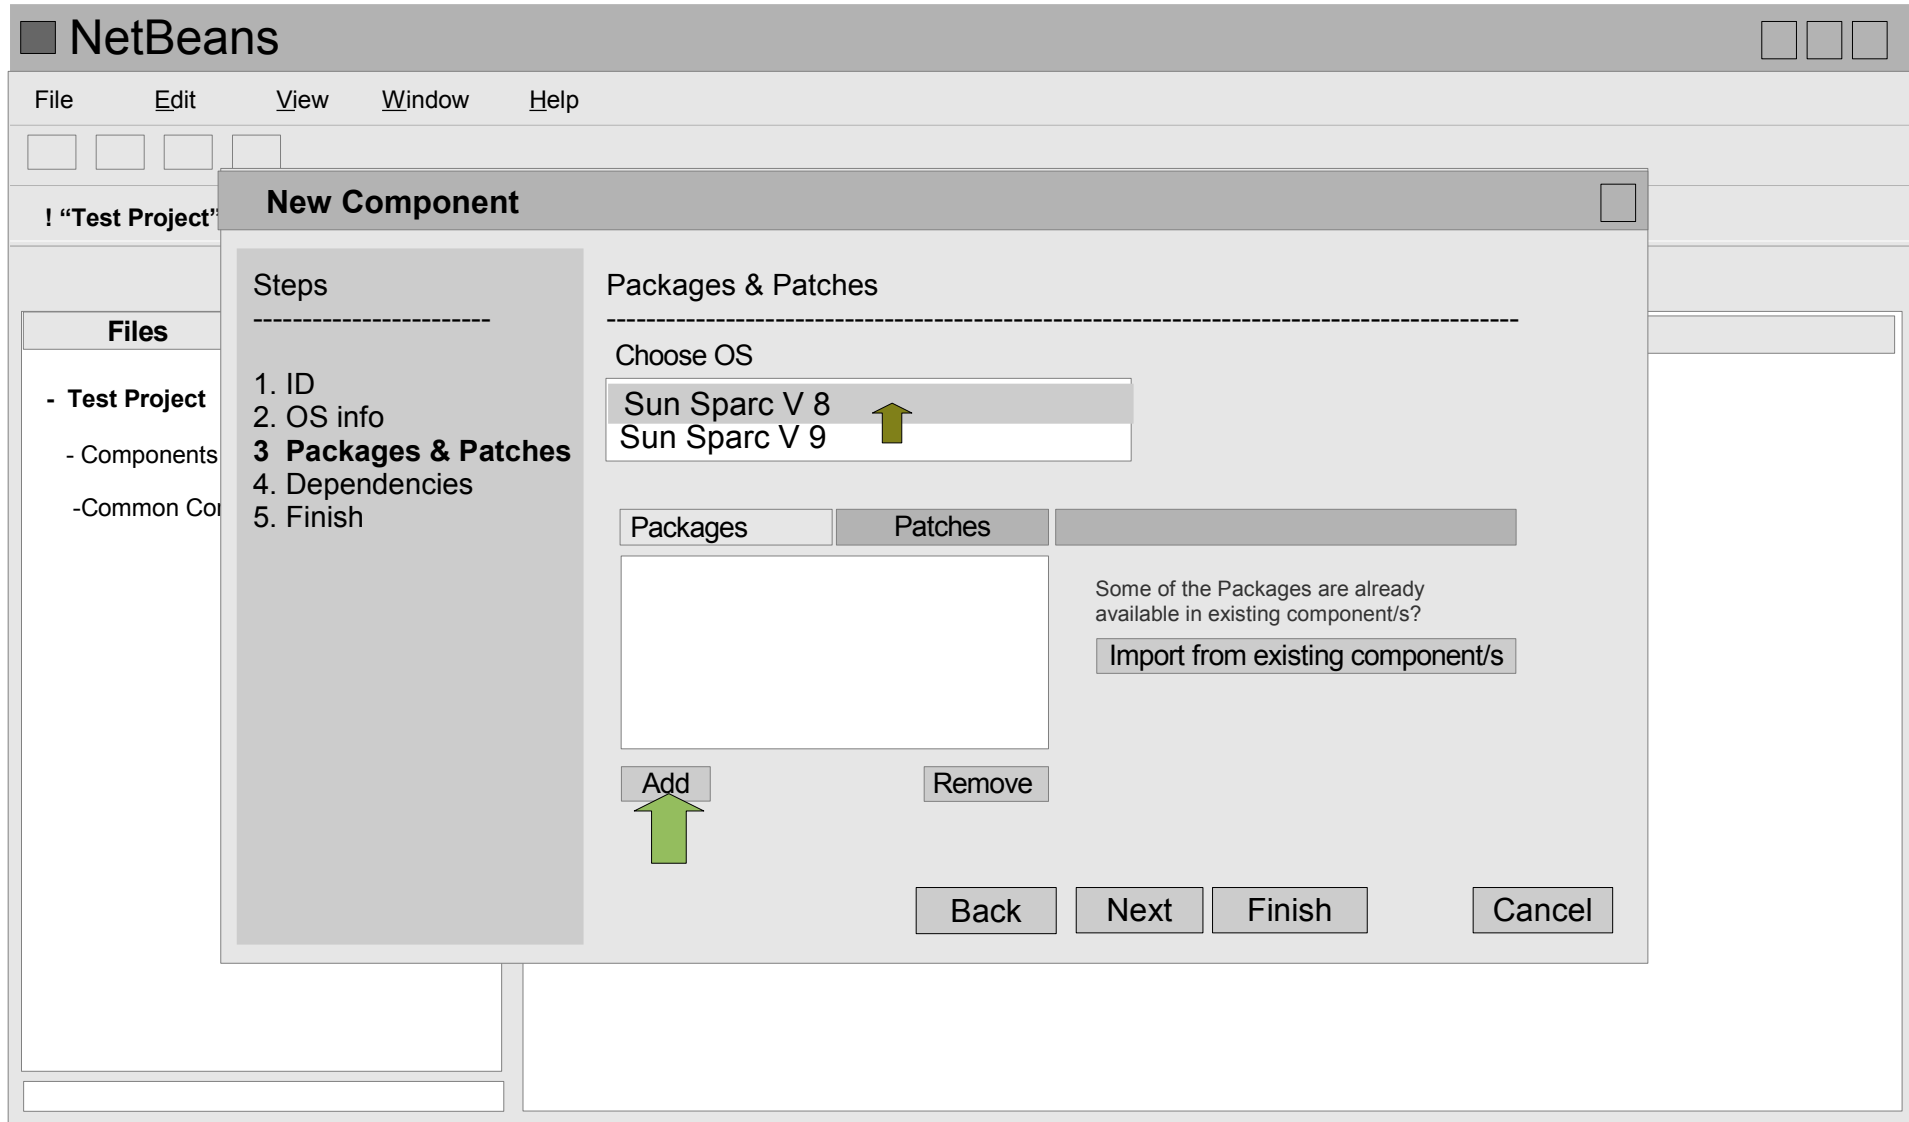 NetBeans
File Edit View Window Help
! “Test Project”
New Component
Files
- Test Project
- Components
-Common Co
Steps
------------------------
1. ID
2. OS info
3 Packages & Patches
4. Dependencies
5. Finish
Packages & Patches
--------------------------------------------------------------------------------------------
Choose OS
Sun Sparc V 8
Sun Sparc V 9
Packages Patches
Some of the Packages are already
available in existing component/s?
Import from existing component/s
Add Remove
Back Next Finish Cancel